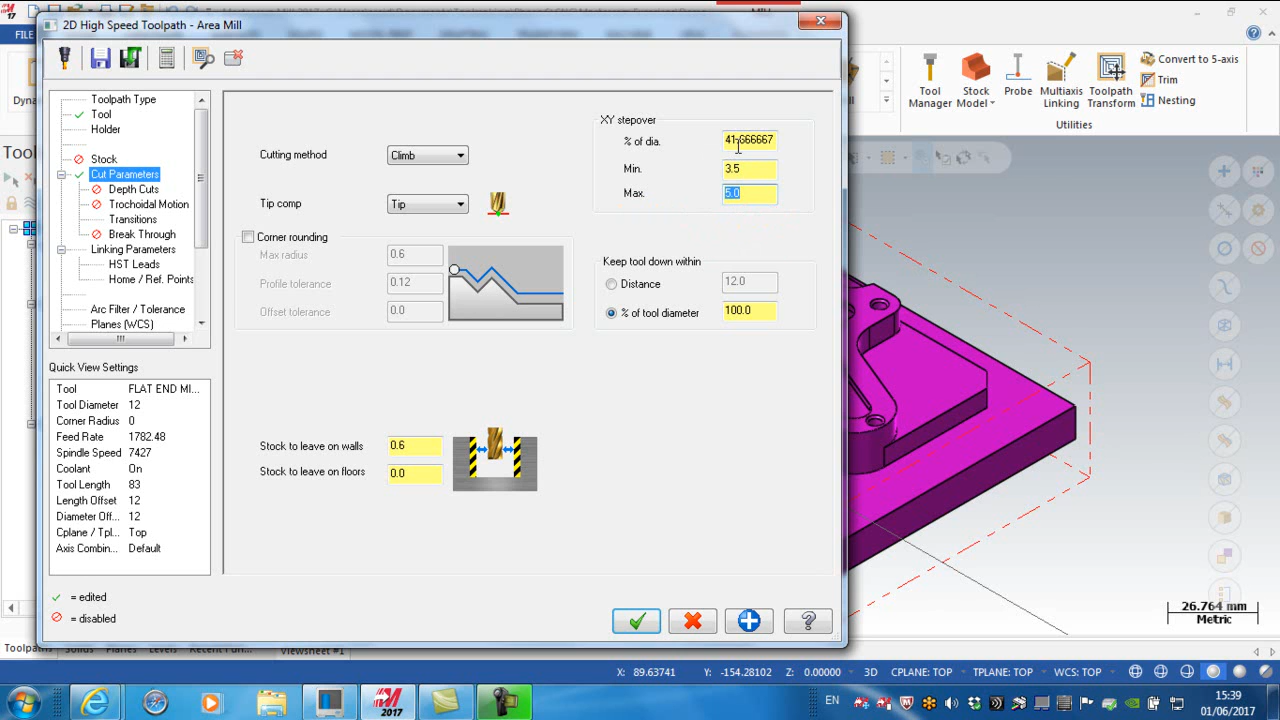 2D High Speed Toolpath - Area Mill
17
FILE
MILL
Tool Manager
Stock Model
Probe
Multiaxis Linking
Toolpath Transform
Convert to 5-axis
Trim
Nesting
Utilities
Toolpath Type
Tool
Holder
Stock
Cut Parameters
Depth Cuts
Trochoidal Motion
Transitions
Break Through
Linking Parameters
HST Leads
Home / Ref. Points
Arc Filter / Tolerance
Planes (WCS)
Quick View Settings
Tool FLAT END MI...
Tool Diameter 12
Corner Radius 0
Feed Rate 1782.48
Spindle Speed 7427
Coolant On
Tool Length 83
Length Offset 12
Diameter Off... 12
Cplane / Tpl... Top
Axis Combin... Default
= edited
= disabled
Cutting method Climb
Tip comp Tip
Corner rounding
Max radius 0.6
Profile tolerance 0.12
Offset tolerance 0.0
Stock to leave on walls 0.6
Stock to leave on floors 0.0
XY stepover
% of dia. 41.666667
Min. 3.5
Max. 5.0
Keep tool down within
Distance 12.0
% of tool diameter 100.0
26.764 mm
Metric
Toolpaths Solids Planes Levels Viewsheet #1
X: 89.63741 Y: -154.28102 Z: 0.00000 3D CPLANE: TOP TPLANE: TOP WCS: TOP
2017
EN
15:39
01/06/2017